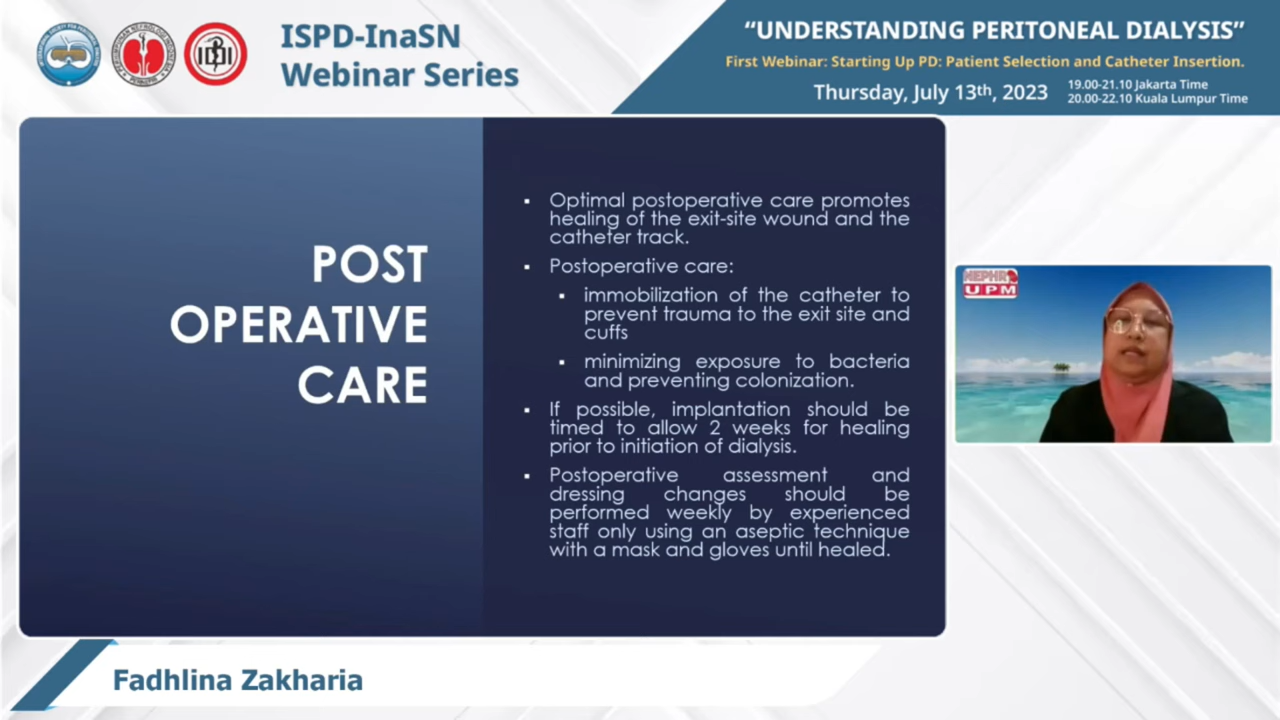 ISPD-InaSN
Webinar Series
“UNDERSTANDING PERITONEAL DIALYSIS”
First Webinar: Starting Up PD: Patient Selection and Catheter Insertion.
Thursday, July 13th, 2023
19.00-21.10 Jakarta Time
20.00-22.10 Kuala Lumpur Time
POST
OPERATIVE
CARE
▪ Optimal postoperative care promotes
healing of the exit-site wound and the
catheter track.
▪ Postoperative care:
▪ immobilization of the catheter to
prevent trauma to the exit site and
cuffs
▪ minimizing exposure to bacteria
and preventing colonization.
▪ If possible, implantation should be
timed to allow 2 weeks for healing
prior to initiation of dialysis.
▪ Postoperative assessment and
dressing changes should be
performed weekly by experienced
staff only using an aseptic technique
with a mask and gloves until healed.
NEPHR
UPM
Fadhlina Zakharia